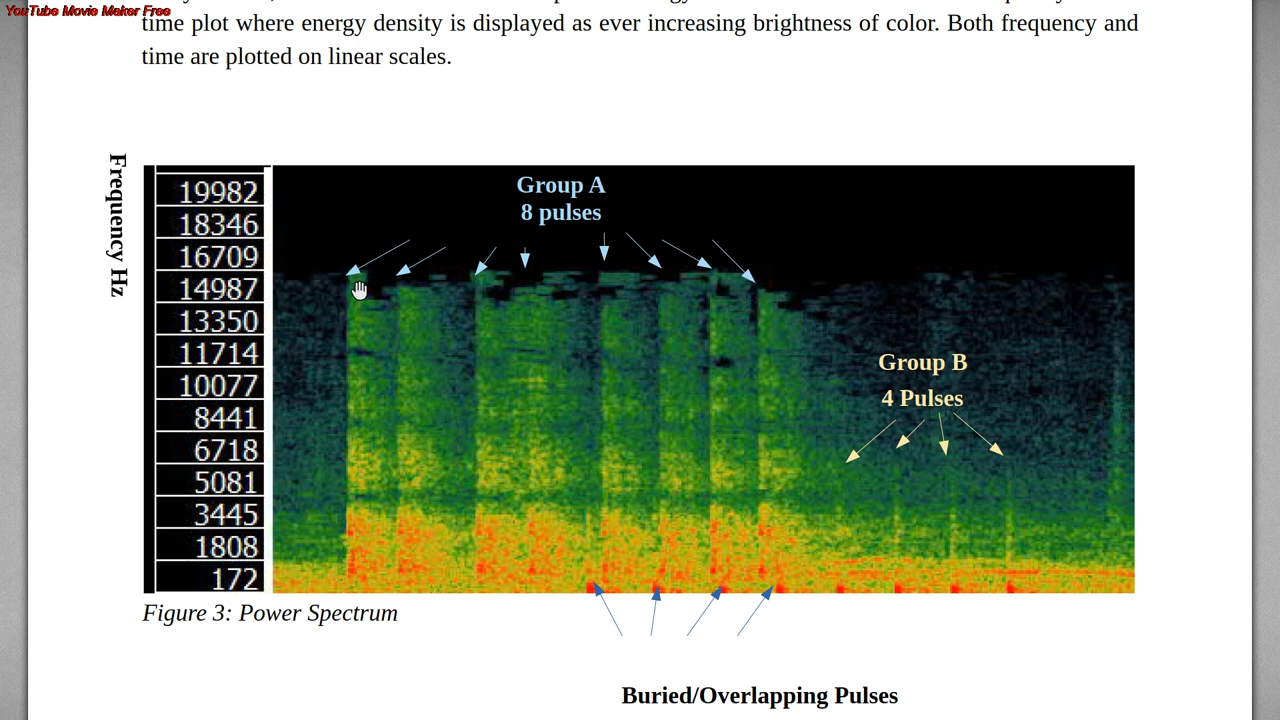 YouTube Movie Maker Free
time plot where energy density is displayed as ever increasing brightness of color. Both frequency and
time are plotted on linear scales.
Frequency Hz
19982
18346
16709
14987
13350
11714
10077
8441
6718
5081
3445
1808
172
Group A
8 pulses
Group B
4 Pulses
Figure 3: Power Spectrum
Buried/Overlapping Pulses